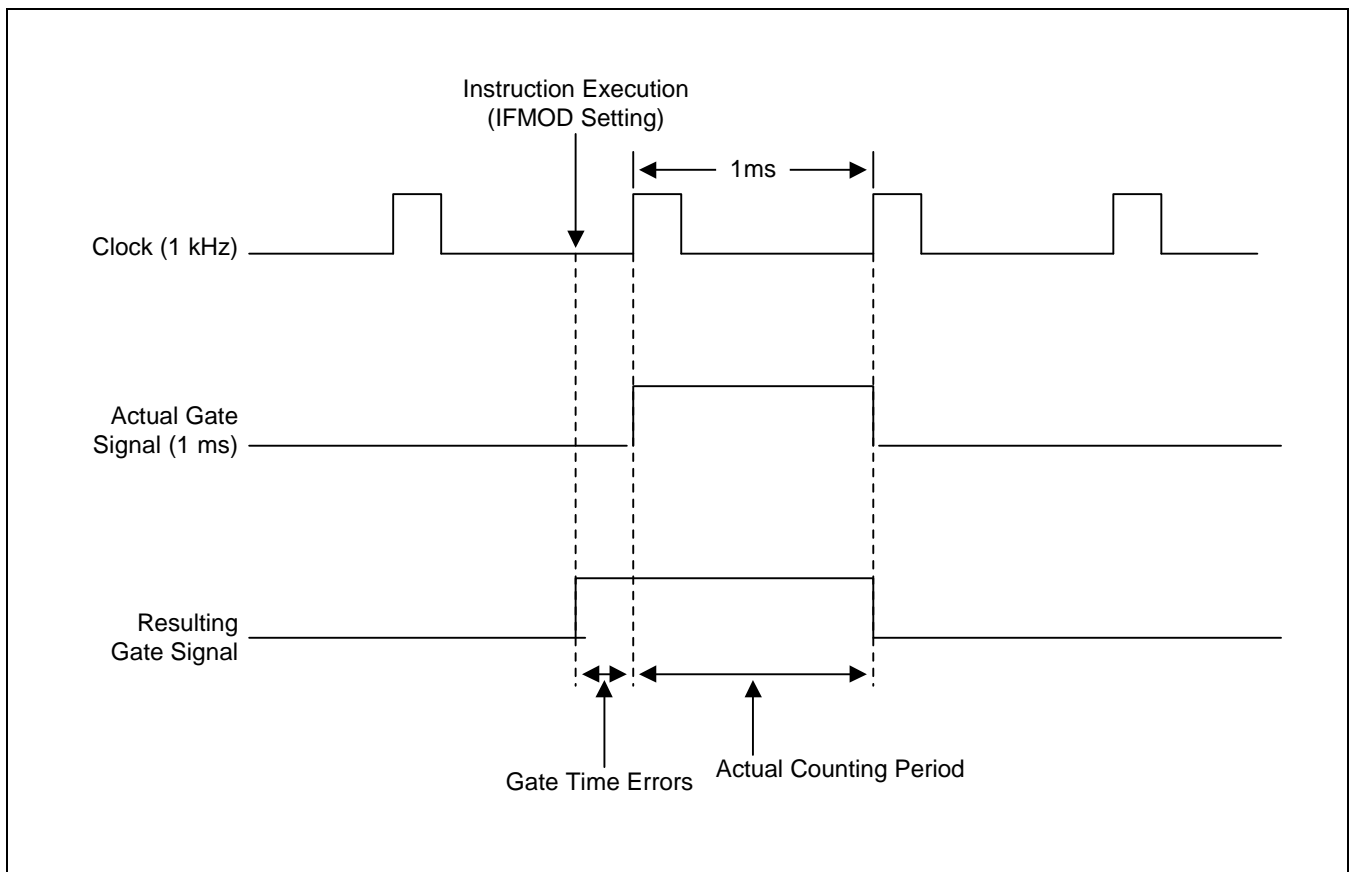 Instruction Execution
(IFMOD Setting)
1ms
Clock (1 kHz)
Actual Gate
Signal (1 ms)
Resulting
Gate Signal
Gate Time Errors
Actual Counting Period